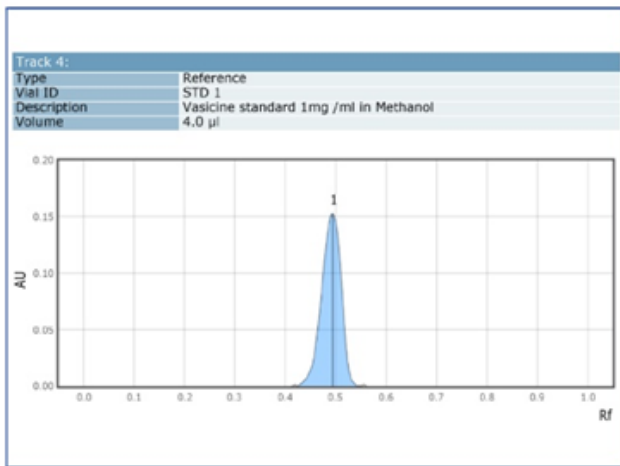 Track 4:
Type Reference
Vial ID STD 1
Description Vasicine standard 1mg /ml in Methanol
Volume 4.0 µl
0.20
1
0.15
AU
0.10
0.05
0.00
0.0 0.1 0.2 0.3 0.4 0.5 0.6 0.7 0.8 0.9 1.0
Rf